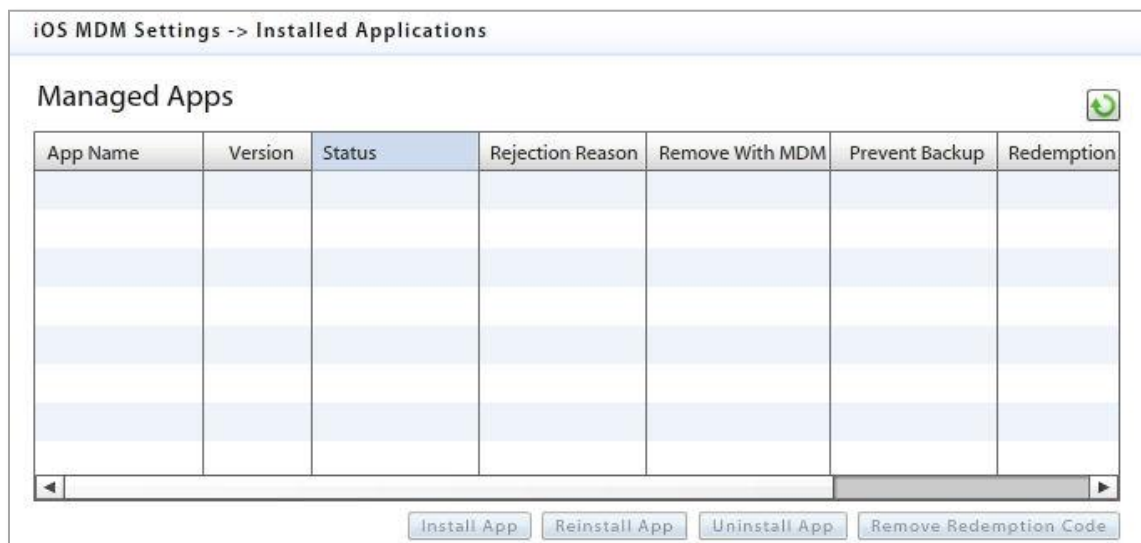 iOS MDM Settings -> Installed Applications
Managed Apps
App Name Version Status Rejection Reason Remove With MDM Prevent Backup Redemption
Install App Reinstall App Uninstall App Remove Redemption Code